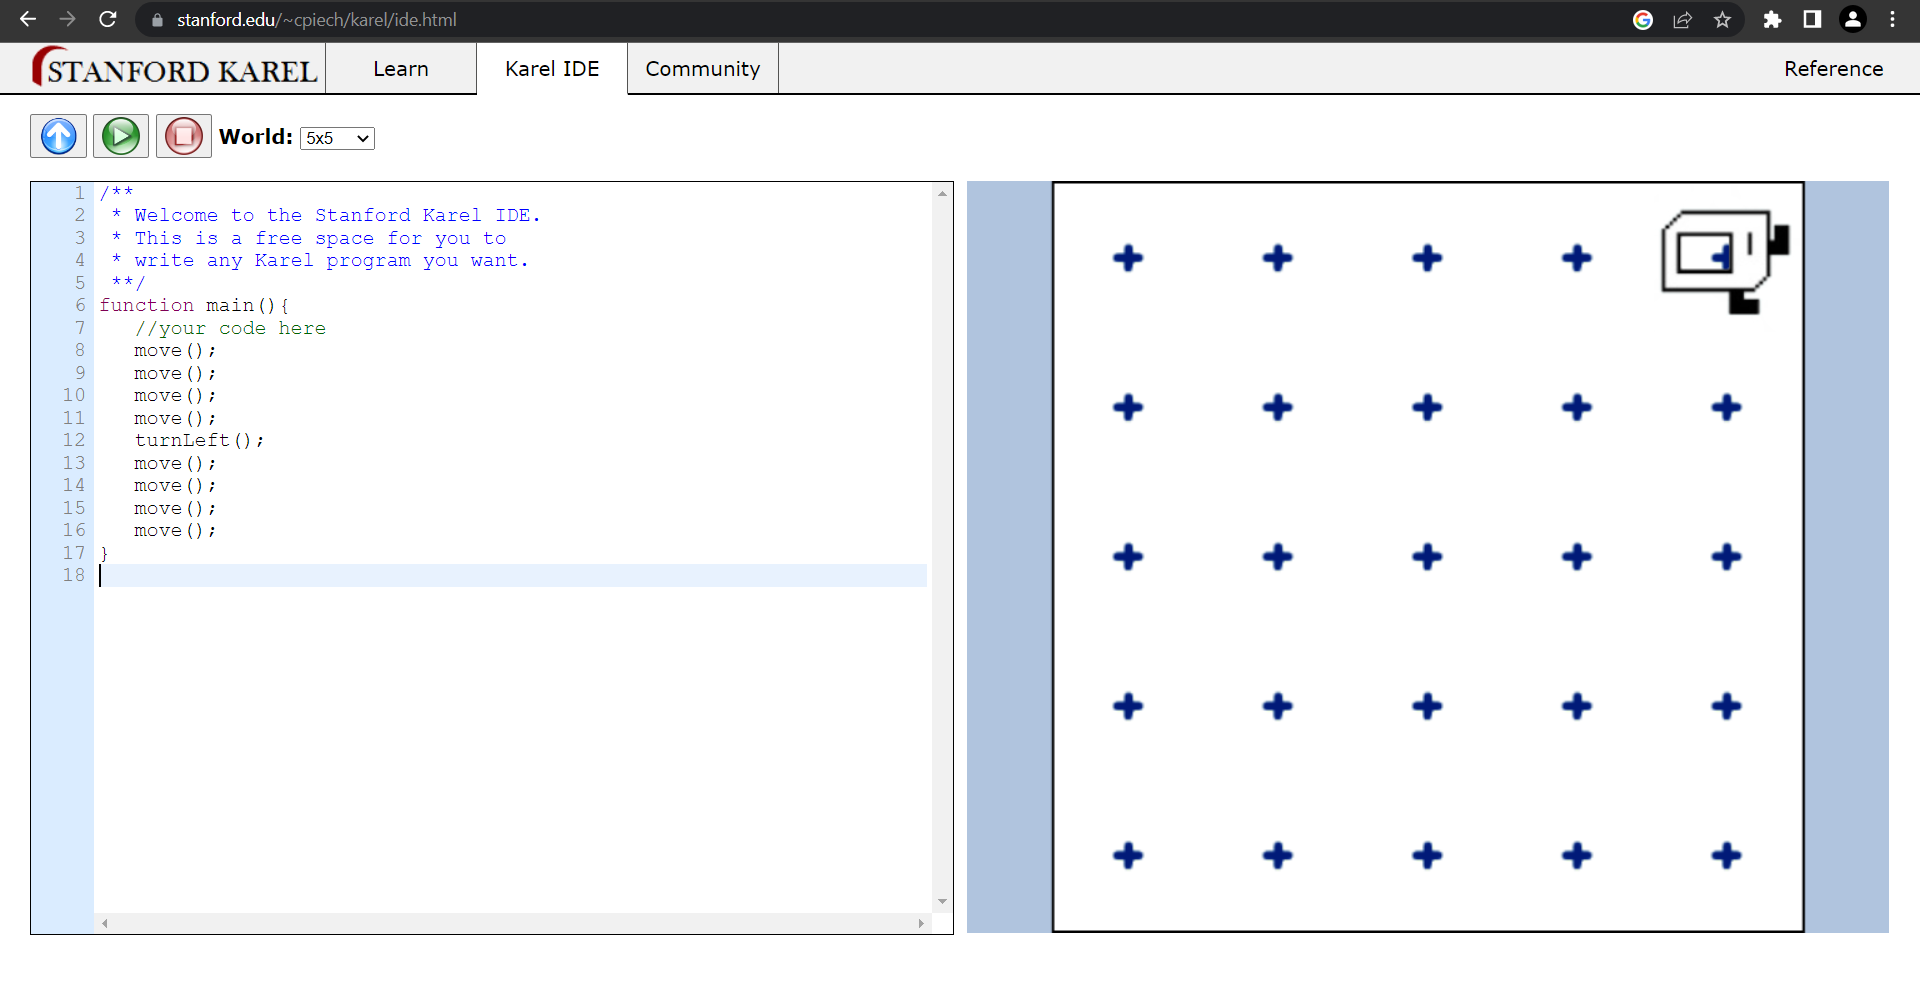 stanford.edu/~cpiech/karel/ide.html
STANFORD KAREL
Learn
Karel IDE
Community
Reference
World: 5x5
1 /**
2  * Welcome to the Stanford Karel IDE.
3  * This is a free space for you to
4  * write any Karel program you want.
5  **/
6 function main(){
7    //your code here
8    move();
9    move();
10    move();
11    move();
12    turnLeft();
13    move();
14    move();
15    move();
16    move();
17 }
18